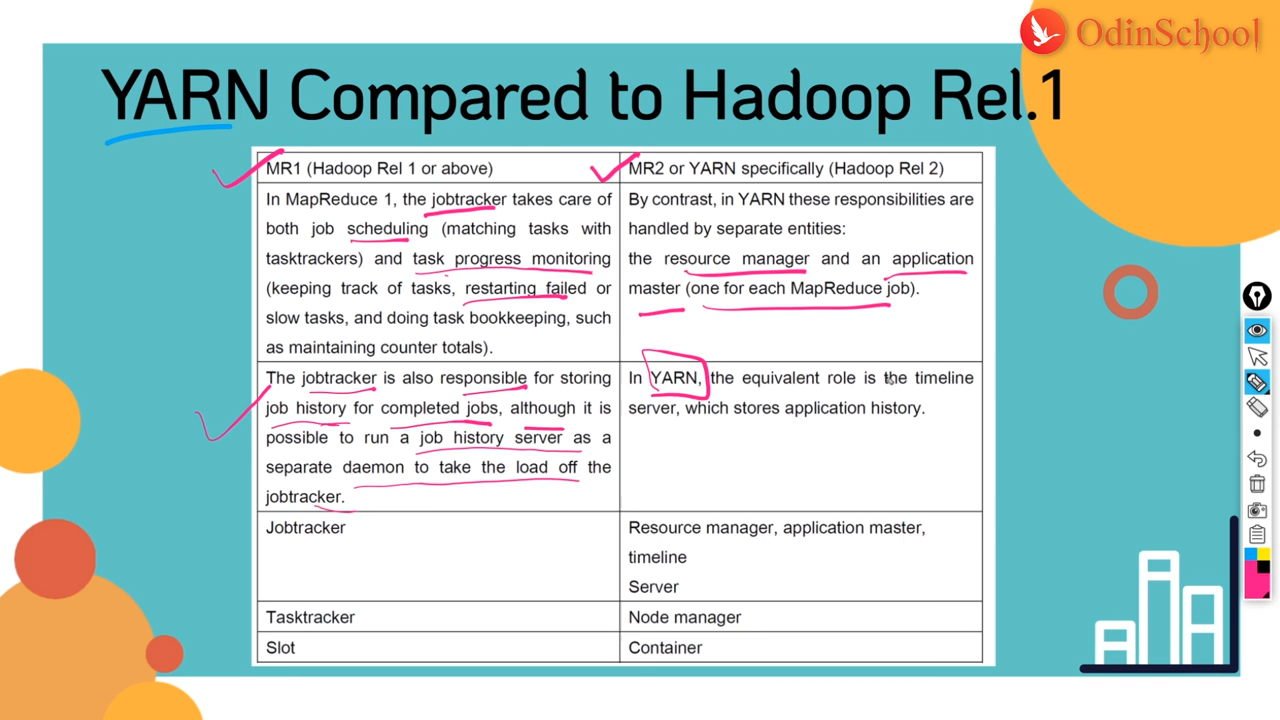 OdinSchool
YARN Compared to Hadoop Rel.1
MR1 (Hadoop Rel 1 or above)
MR2 or YARN specifically (Hadoop Rel 2)
In MapReduce 1, the jobtracker takes care of
both job scheduling (matching tasks with
tasktrackers) and task progress monitoring
(keeping track of tasks, restarting failed or
slow tasks, and doing task bookkeeping, such
as maintaining counter totals).
By contrast, in YARN these responsibilities are
handled by separate entities:
the resource manager and an application
master (one for each MapReduce job).
The jobtracker is also responsible for storing
job history for completed jobs, although it is
possible to run a job history server as a
separate daemon to take the load off the
jobtracker.
In YARN, the equivalent role is the timeline
server, which stores application history.
Jobtracker
Resource manager, application master,
timeline
Server
Tasktracker
Node manager
Slot
Container